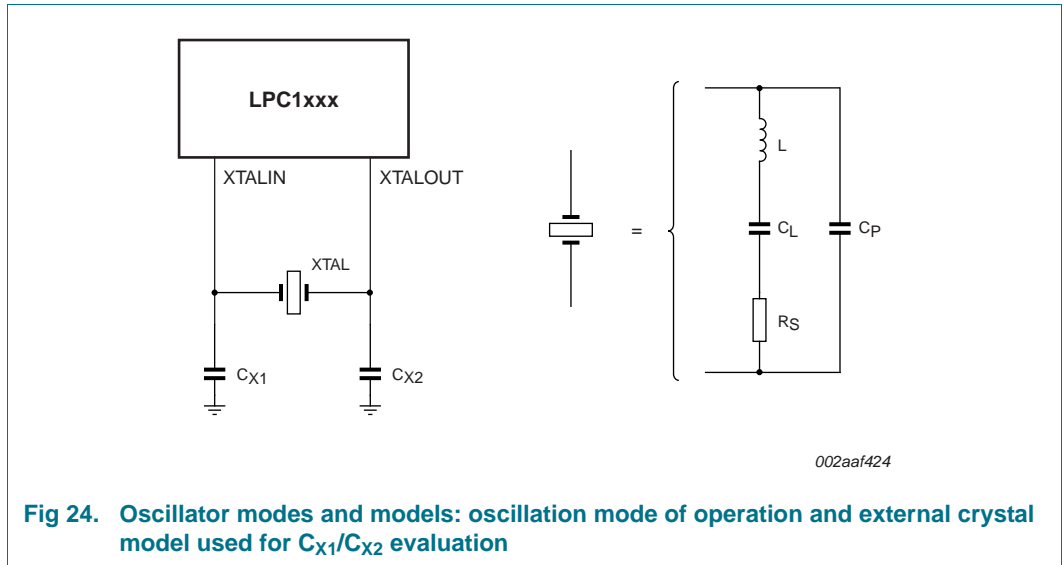 LPC1xxx
XTALIN
XTALOUT
XTAL
CX1
CX2
=
L
CL
CP
RS
002aaf424
Fig 24. Oscillator modes and models: oscillation mode of operation and external crystal
model used for CX1/CX2 evaluation